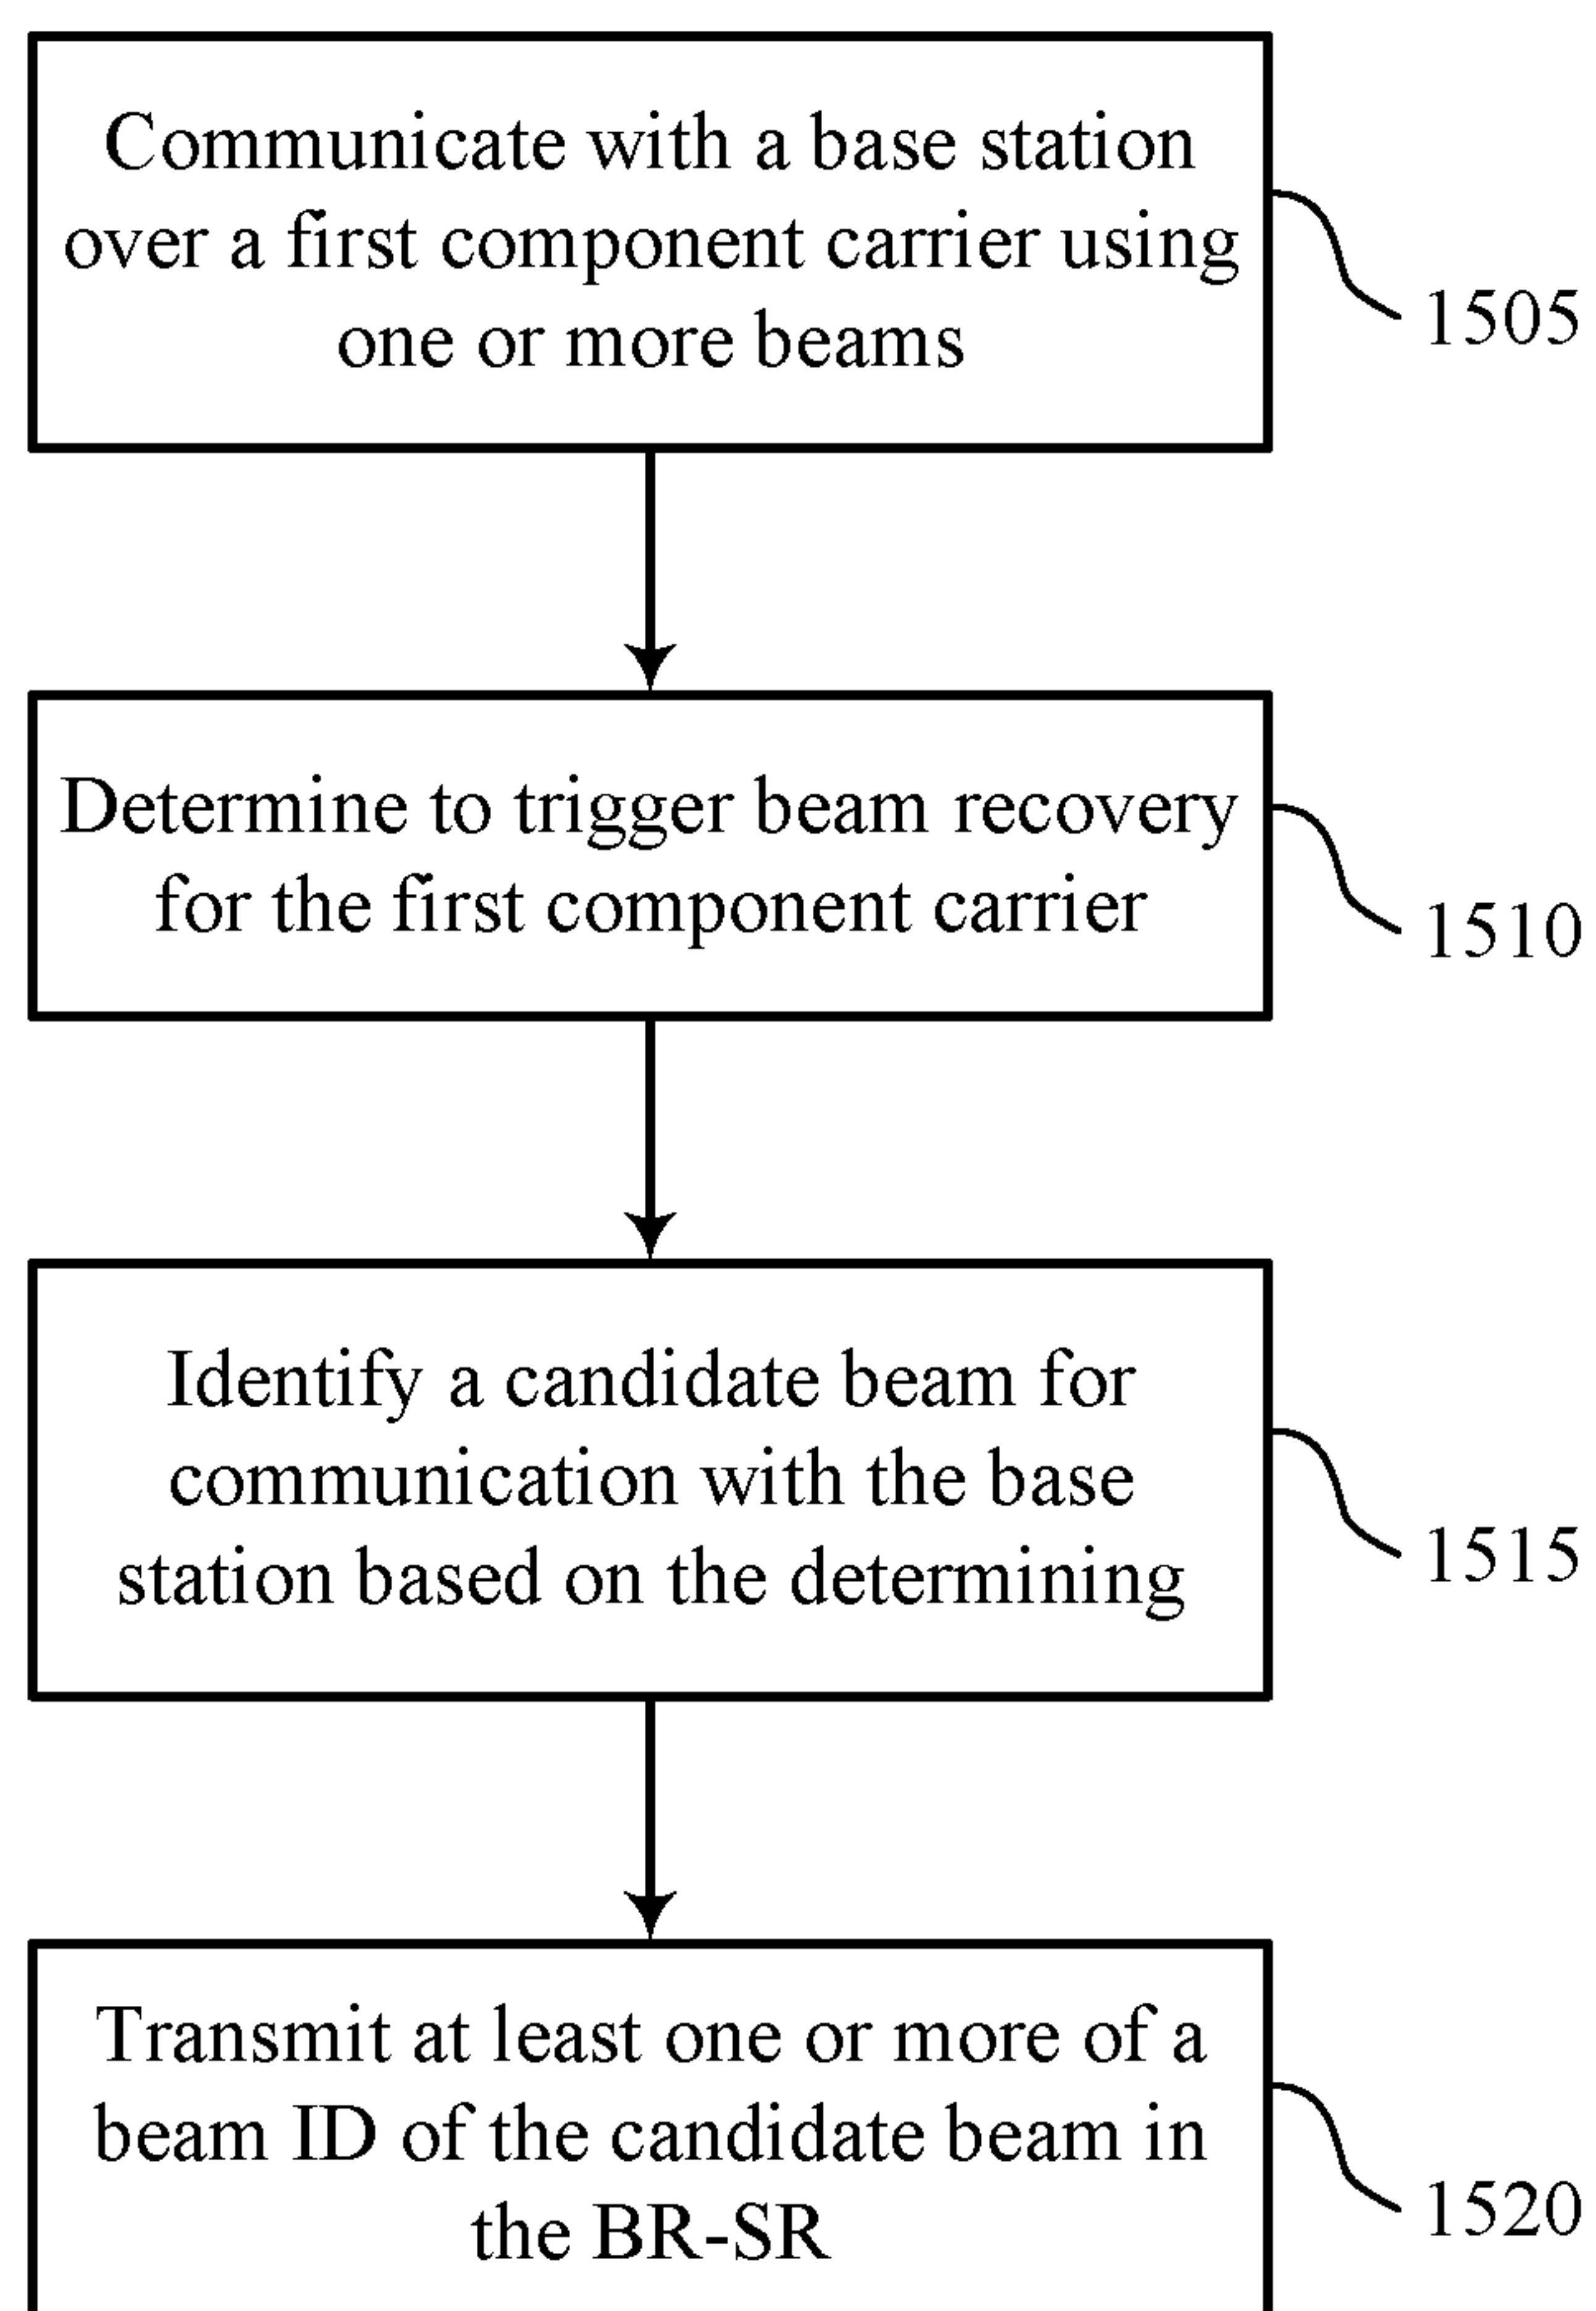 Communicate with a base station
over a first component carrier using
one or more beams
1505
Determine to trigger beam recovery
for the first component carrier
1510
Identify a candidate beam for
communication with the base
station based on the determining
1515
Transmit at least one or more of a
beam ID of the candidate beam in
the BR-SR
1520